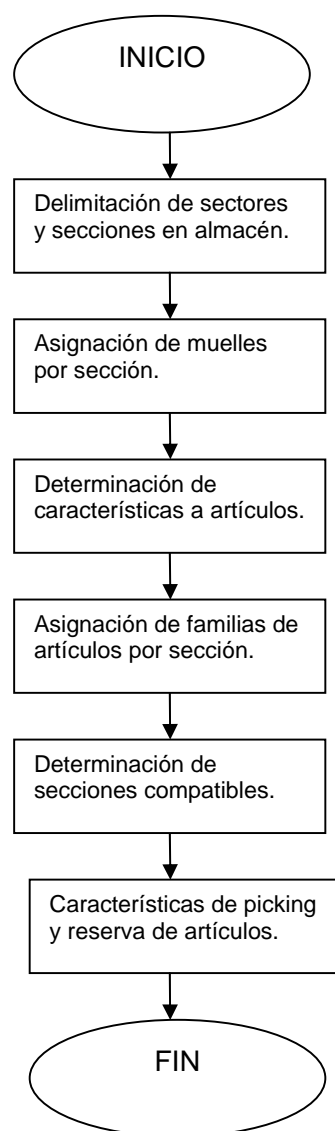 INICIO
Delimitación de sectores
y secciones en almacén.
Asignación de muelles
por sección.
Determinación de
características a artículos.
Asignación de familias de
artículos por sección.
Determinación de
secciones compatibles.
Características de picking
y reserva de artículos.
FIN